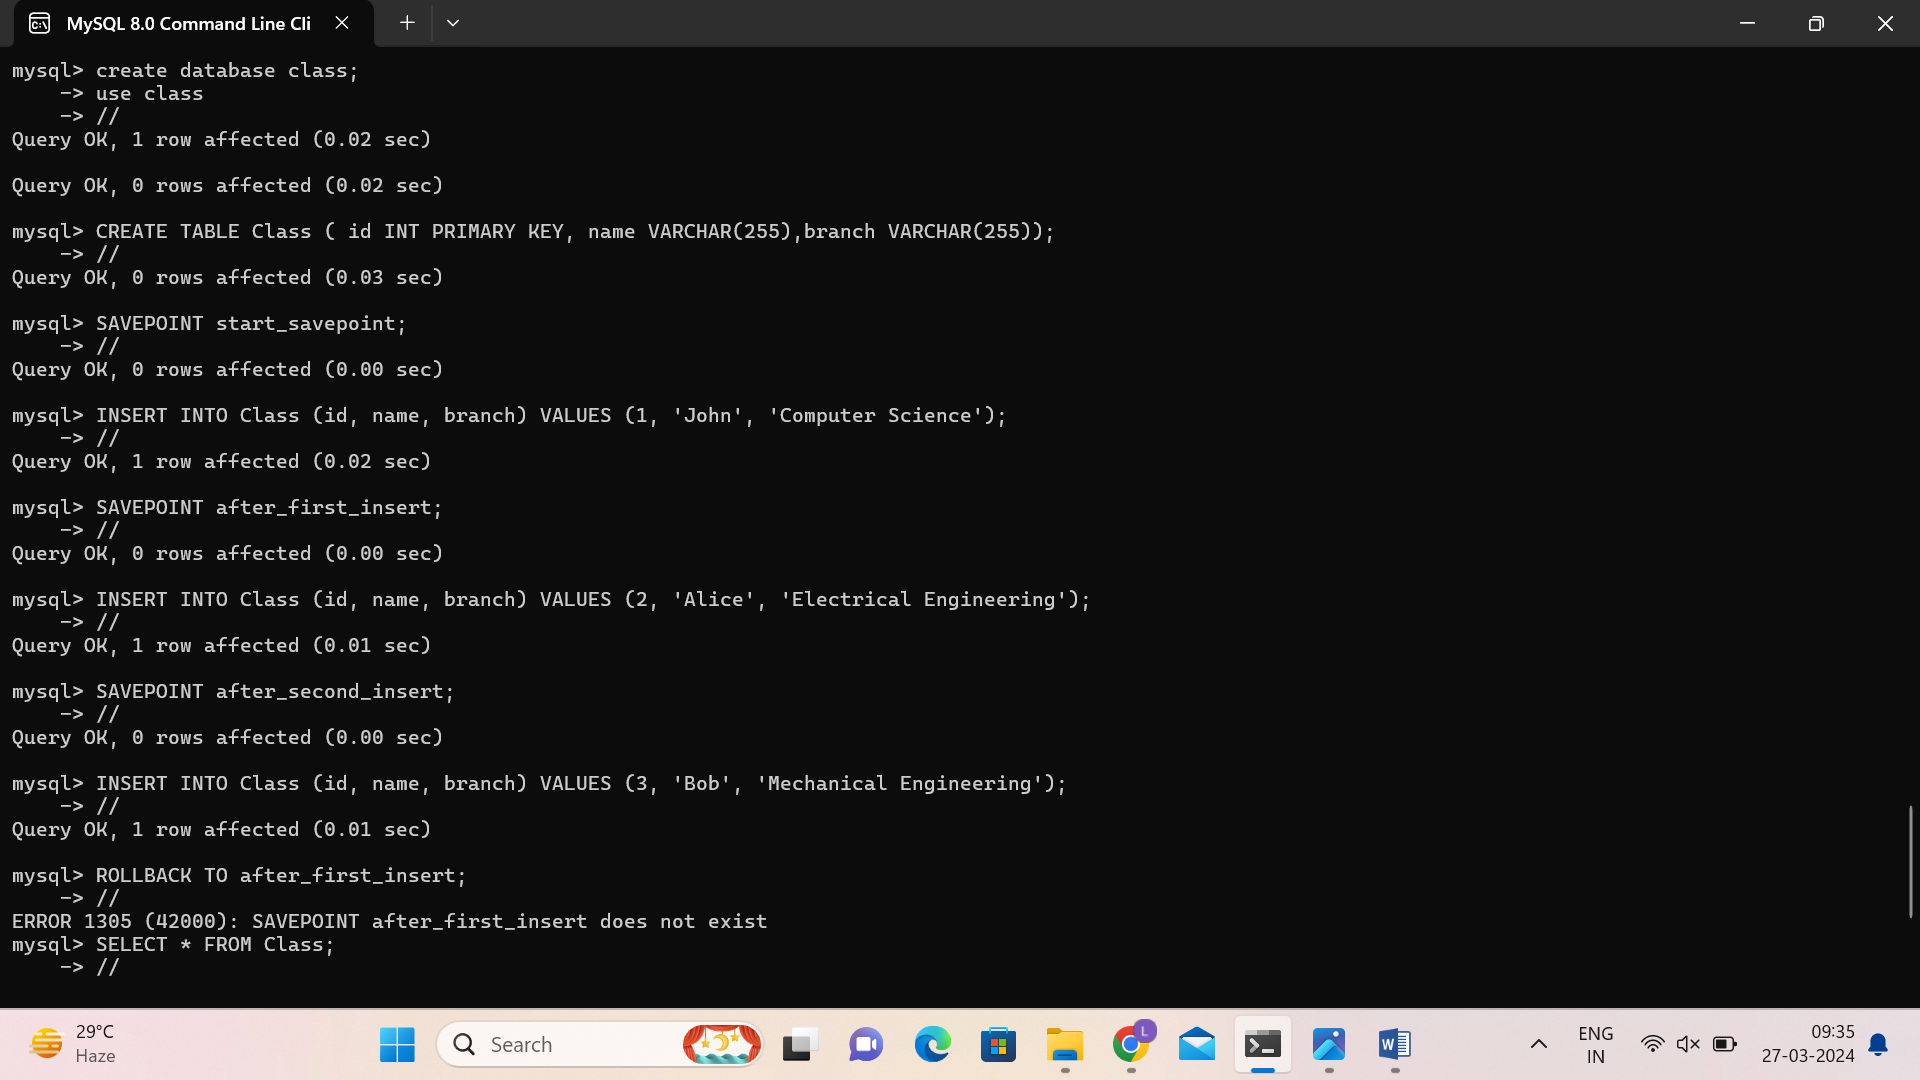 MySQL 8.0 Command Line Cli
mysql> create database class;
-> use class
-> //
Query OK, 1 row affected (0.02 sec)
Query OK, 0 rows affected (0.02 sec)
mysql> CREATE TABLE Class ( id INT PRIMARY KEY, name VARCHAR(255),branch VARCHAR(255));
-> //
Query OK, 0 rows affected (0.03 sec)
mysql> SAVEPOINT start_savepoint;
-> //
Query OK, 0 rows affected (0.00 sec)
mysql> INSERT INTO Class (id, name, branch) VALUES (1, 'John', 'Computer Science');
-> //
Query OK, 1 row affected (0.02 sec)
mysql> SAVEPOINT after_first_insert;
-> //
Query OK, 0 rows affected (0.00 sec)
mysql> INSERT INTO Class (id, name, branch) VALUES (2, 'Alice', 'Electrical Engineering');
-> //
Query OK, 1 row affected (0.01 sec)
mysql> SAVEPOINT after_second_insert;
-> //
Query OK, 0 rows affected (0.00 sec)
mysql> INSERT INTO Class (id, name, branch) VALUES (3, 'Bob', 'Mechanical Engineering');
-> //
Query OK, 1 row affected (0.01 sec)
mysql> ROLLBACK TO after_first_insert;
-> //
ERROR 1305 (42000): SAVEPOINT after_first_insert does not exist
mysql> SELECT * FROM Class;
-> //
29°C
Haze
Search
L
W
ENG
IN
09:35
27-03-2024